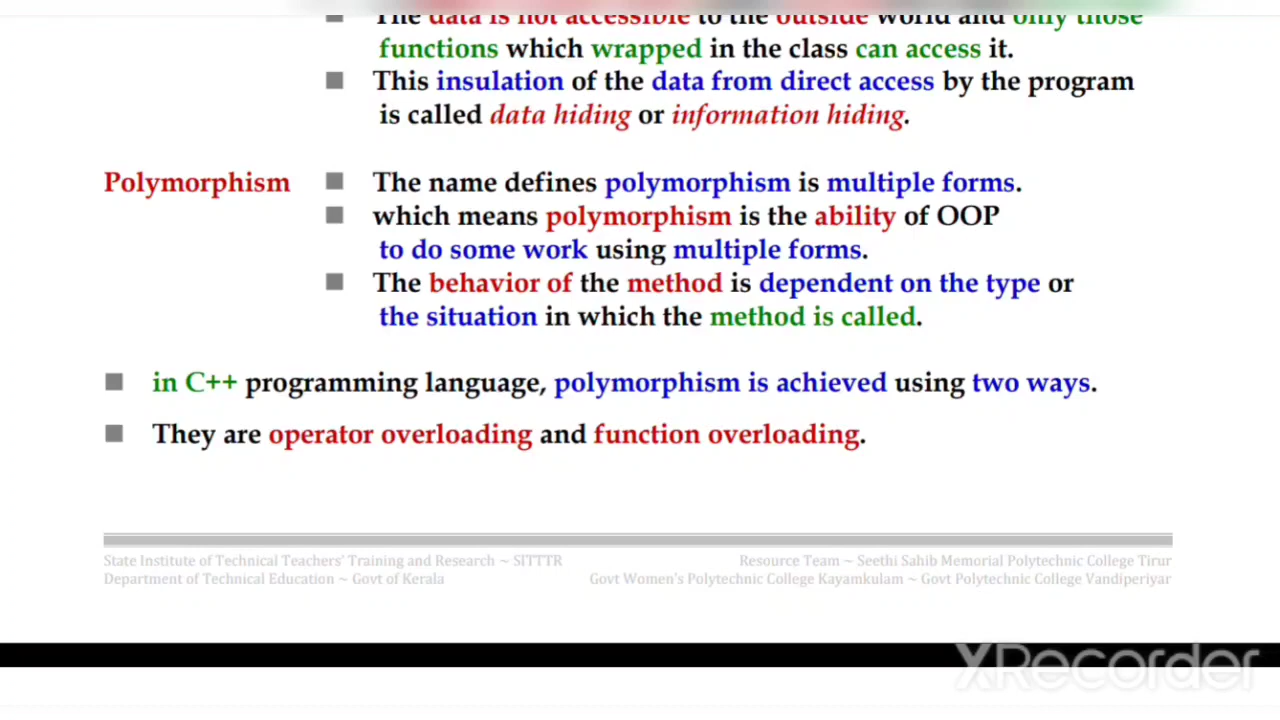 The data is not accessible to the outside world and only those
functions which wrapped in the class can access it.
This insulation of the data from direct access by the program
is called data hiding or information hiding.
Polymorphism The name defines polymorphism is multiple forms.
which means polymorphism is the ability of OOP
to do some work using multiple forms.
The behavior of the method is dependent on the type or
the situation in which the method is called.
in C++ programming language, polymorphism is achieved using two ways.
They are operator overloading and function overloading.
State Institute of Technical Teachers' Training and Research ~ SITTTR Resource Team ~ Seethi Sahib Memorial Polytechnic College Tirur
Department of Technical Education ~ Govt of Kerala Govt Women's Polytechnic College Kayamkulam ~ Govt Polytechnic College Vandiperiyar
XRecorder